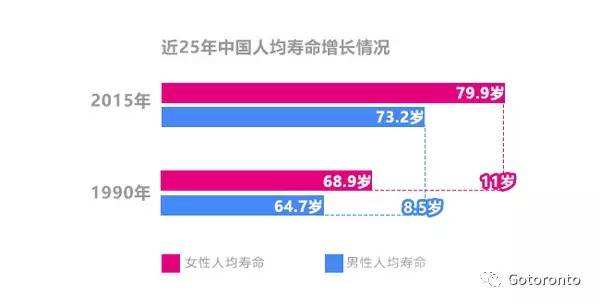 近25年中国人均寿命增长情况
2015年
79.9岁
73.2岁
1990年
68.9岁
11岁
64.7岁
8.5岁
女性人均寿命
男性人均寿命
Gotoronto